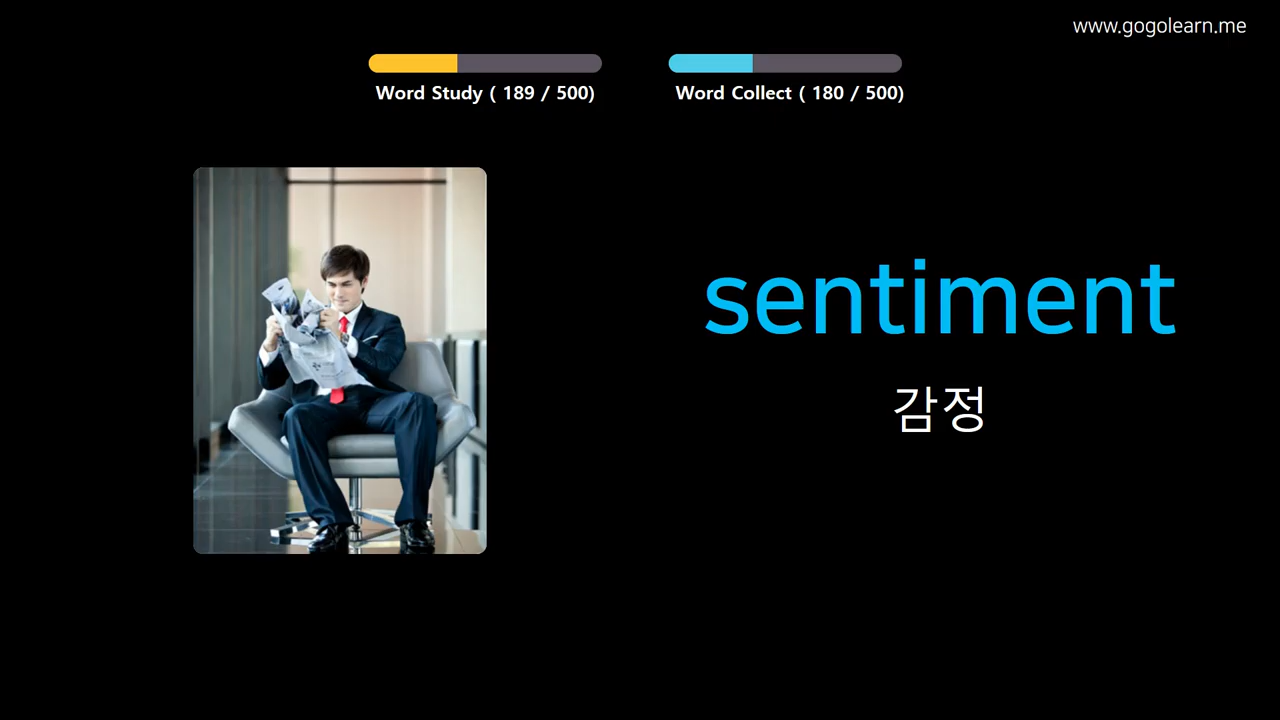 www.gogolearn.me
Word Study ( 189 / 500)
Word Collect ( 180 / 500)
sentiment
감정